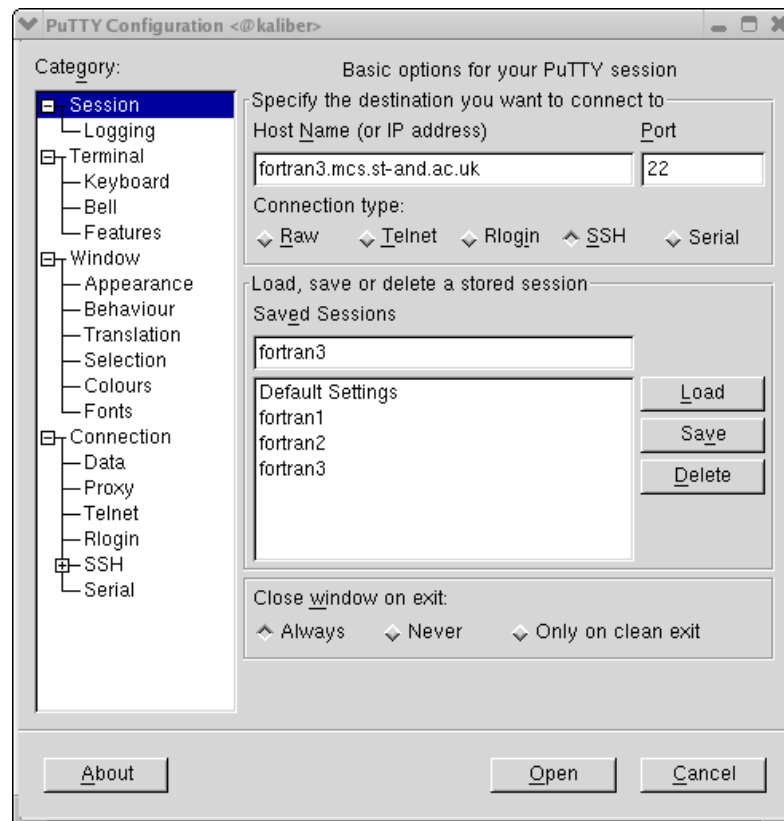 PuTTY Configuration <@kaliber>
Category:
Session
Logging
Terminal
Keyboard
Bell
Features
Window
Appearance
Behaviour
Translation
Selection
Colours
Fonts
Connection
Data
Proxy
Telnet
Rlogin
SSH
Serial
Basic options for your PuTTY session
Specify the destination you want to connect to
Host Name (or IP address) Port
fortran3.mcs.st-and.ac.uk 22
Connection type:
Raw Telnet Rlogin SSH Serial
Load, save or delete a stored session
Saved Sessions
fortran3
Default Settings
fortran1
fortran2
fortran3
Load
Save
Delete
Close window on exit:
Always Never Only on clean exit
About Open Cancel